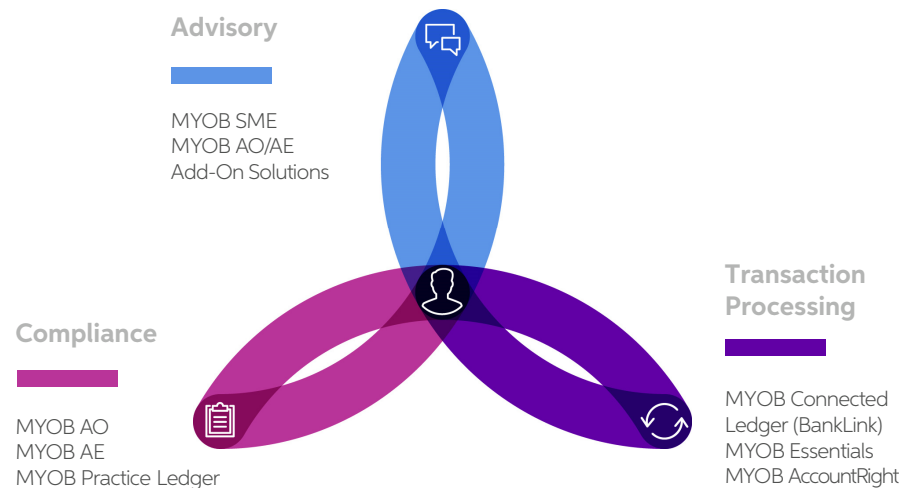 Advisory
MYOB SME
MYOB AO/AE
Add-On Solutions
Compliance
MYOB AO
MYOB AE
MYOB Practice Ledger
Transaction
Processing
MYOB Connected
Ledger (BankLink)
MYOB Essentials
MYOB AccountRight